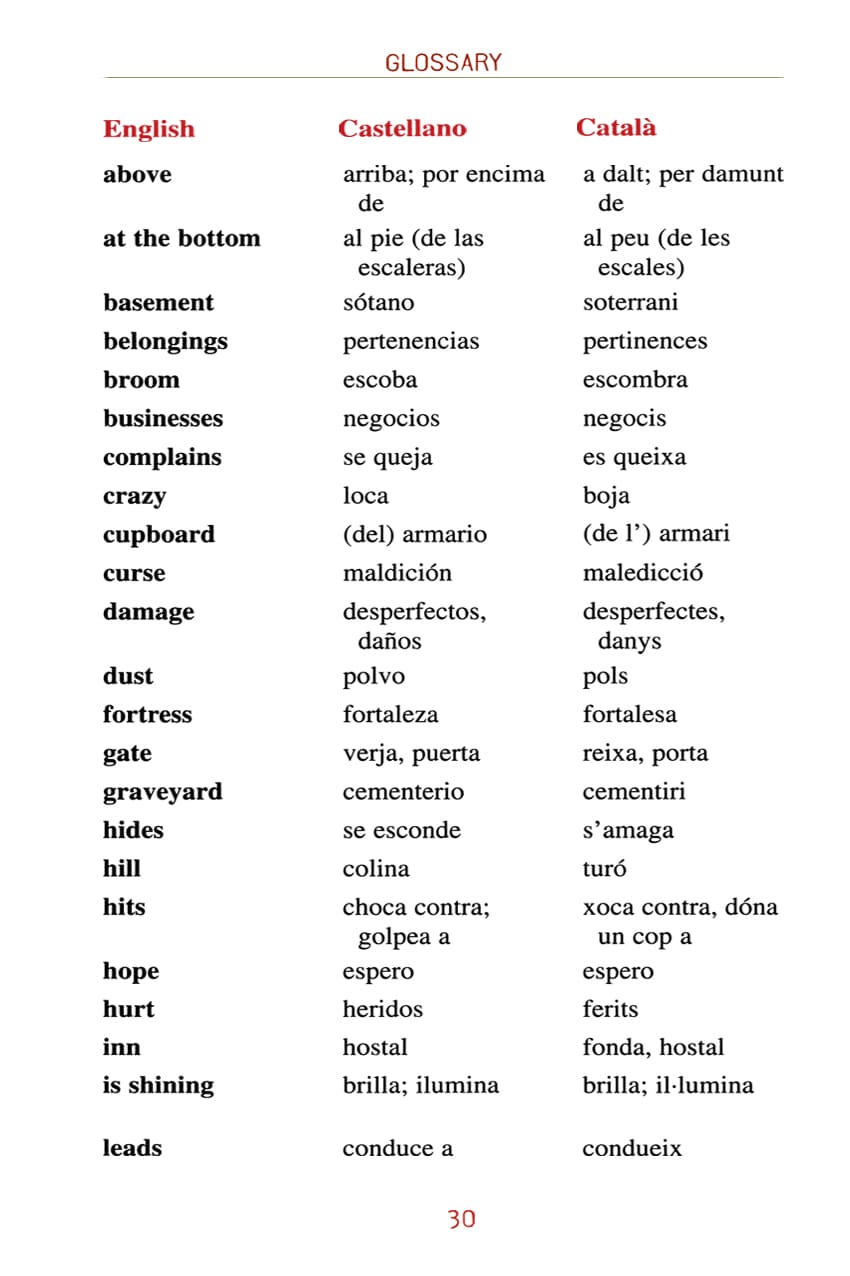 GLOSSARY
English Castellano Català
above arriba; por encima a dalt; per damunt
de de
at the bottom al pie (de las al peu (de les
escaleras) escales)
basement sótano soterrani
belongings pertenencias pertinences
broom escoba escombra
businesses negocios negocis
complains se queja es queixa
crazy loca boja
cupboard (del) armario (de l’) armari
curse maldición maledicció
damage desperfectos, desperfectes,
daños danys
dust polvo pols
fortress fortaleza fortalesa
gate verja, puerta reixa, porta
graveyard cementerio cementiri
hides se esconde s’amaga
hill colina turó
hits choca contra; xoca contra, dóna
golpea a un cop a
hope espero espero
hurt heridos ferits
inn hostal fonda, hostal
is shining brilla; ilumina brilla; il·lumina
leads conduce a condueix
30